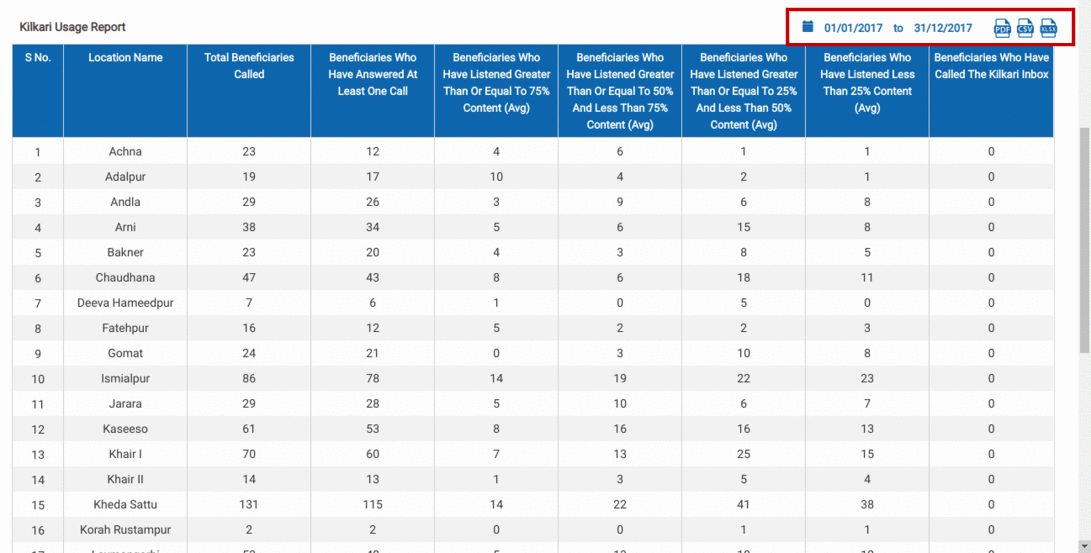 Kilkari Usage Report
01/01/2017 to 31/12/2017 PDF CSV XLSX
S No. Location Name Total Beneficiaries Called Beneficiaries Who Have Answered At Least One Call Beneficiaries Who Have Listened Greater Than Or Equal To 75% Content (Avg) Beneficiaries Who Have Listened Greater Than Or Equal To 50% And Less Than 75% Content (Avg) Beneficiaries Who Have Listened Greater Than Or Equal To 25% And Less Than 50% Content (Avg) Beneficiaries Who Have Listened Less Than 25% Content (Avg) Beneficiaries Who Have Called The Kilkari Inbox
1 Achna 23 12 4 6 1 1 0
2 Adalpur 19 17 10 4 2 1 0
3 Andla 29 26 3 9 6 8 0
4 Arni 38 34 5 6 15 8 0
5 Bakner 23 20 4 3 8 5 0
6 Chaudhana 47 43 8 6 18 11 0
7 Deeva Hameedpur 7 6 1 0 5 0 0
8 Fatehpur 16 12 5 2 2 3 0
9 Gomat 24 21 0 3 10 8 0
10 Ismialpur 86 78 14 19 22 23 0
11 Jarara 29 28 5 10 6 7 0
12 Kaseeso 61 53 8 16 16 13 0
13 Khair I 70 60 7 13 25 15 0
14 Khair II 14 13 1 3 5 4 0
15 Kheda Sattu 131 115 14 22 41 38 0
16 Korah Rustampur 2 2 0 0 1 1 0